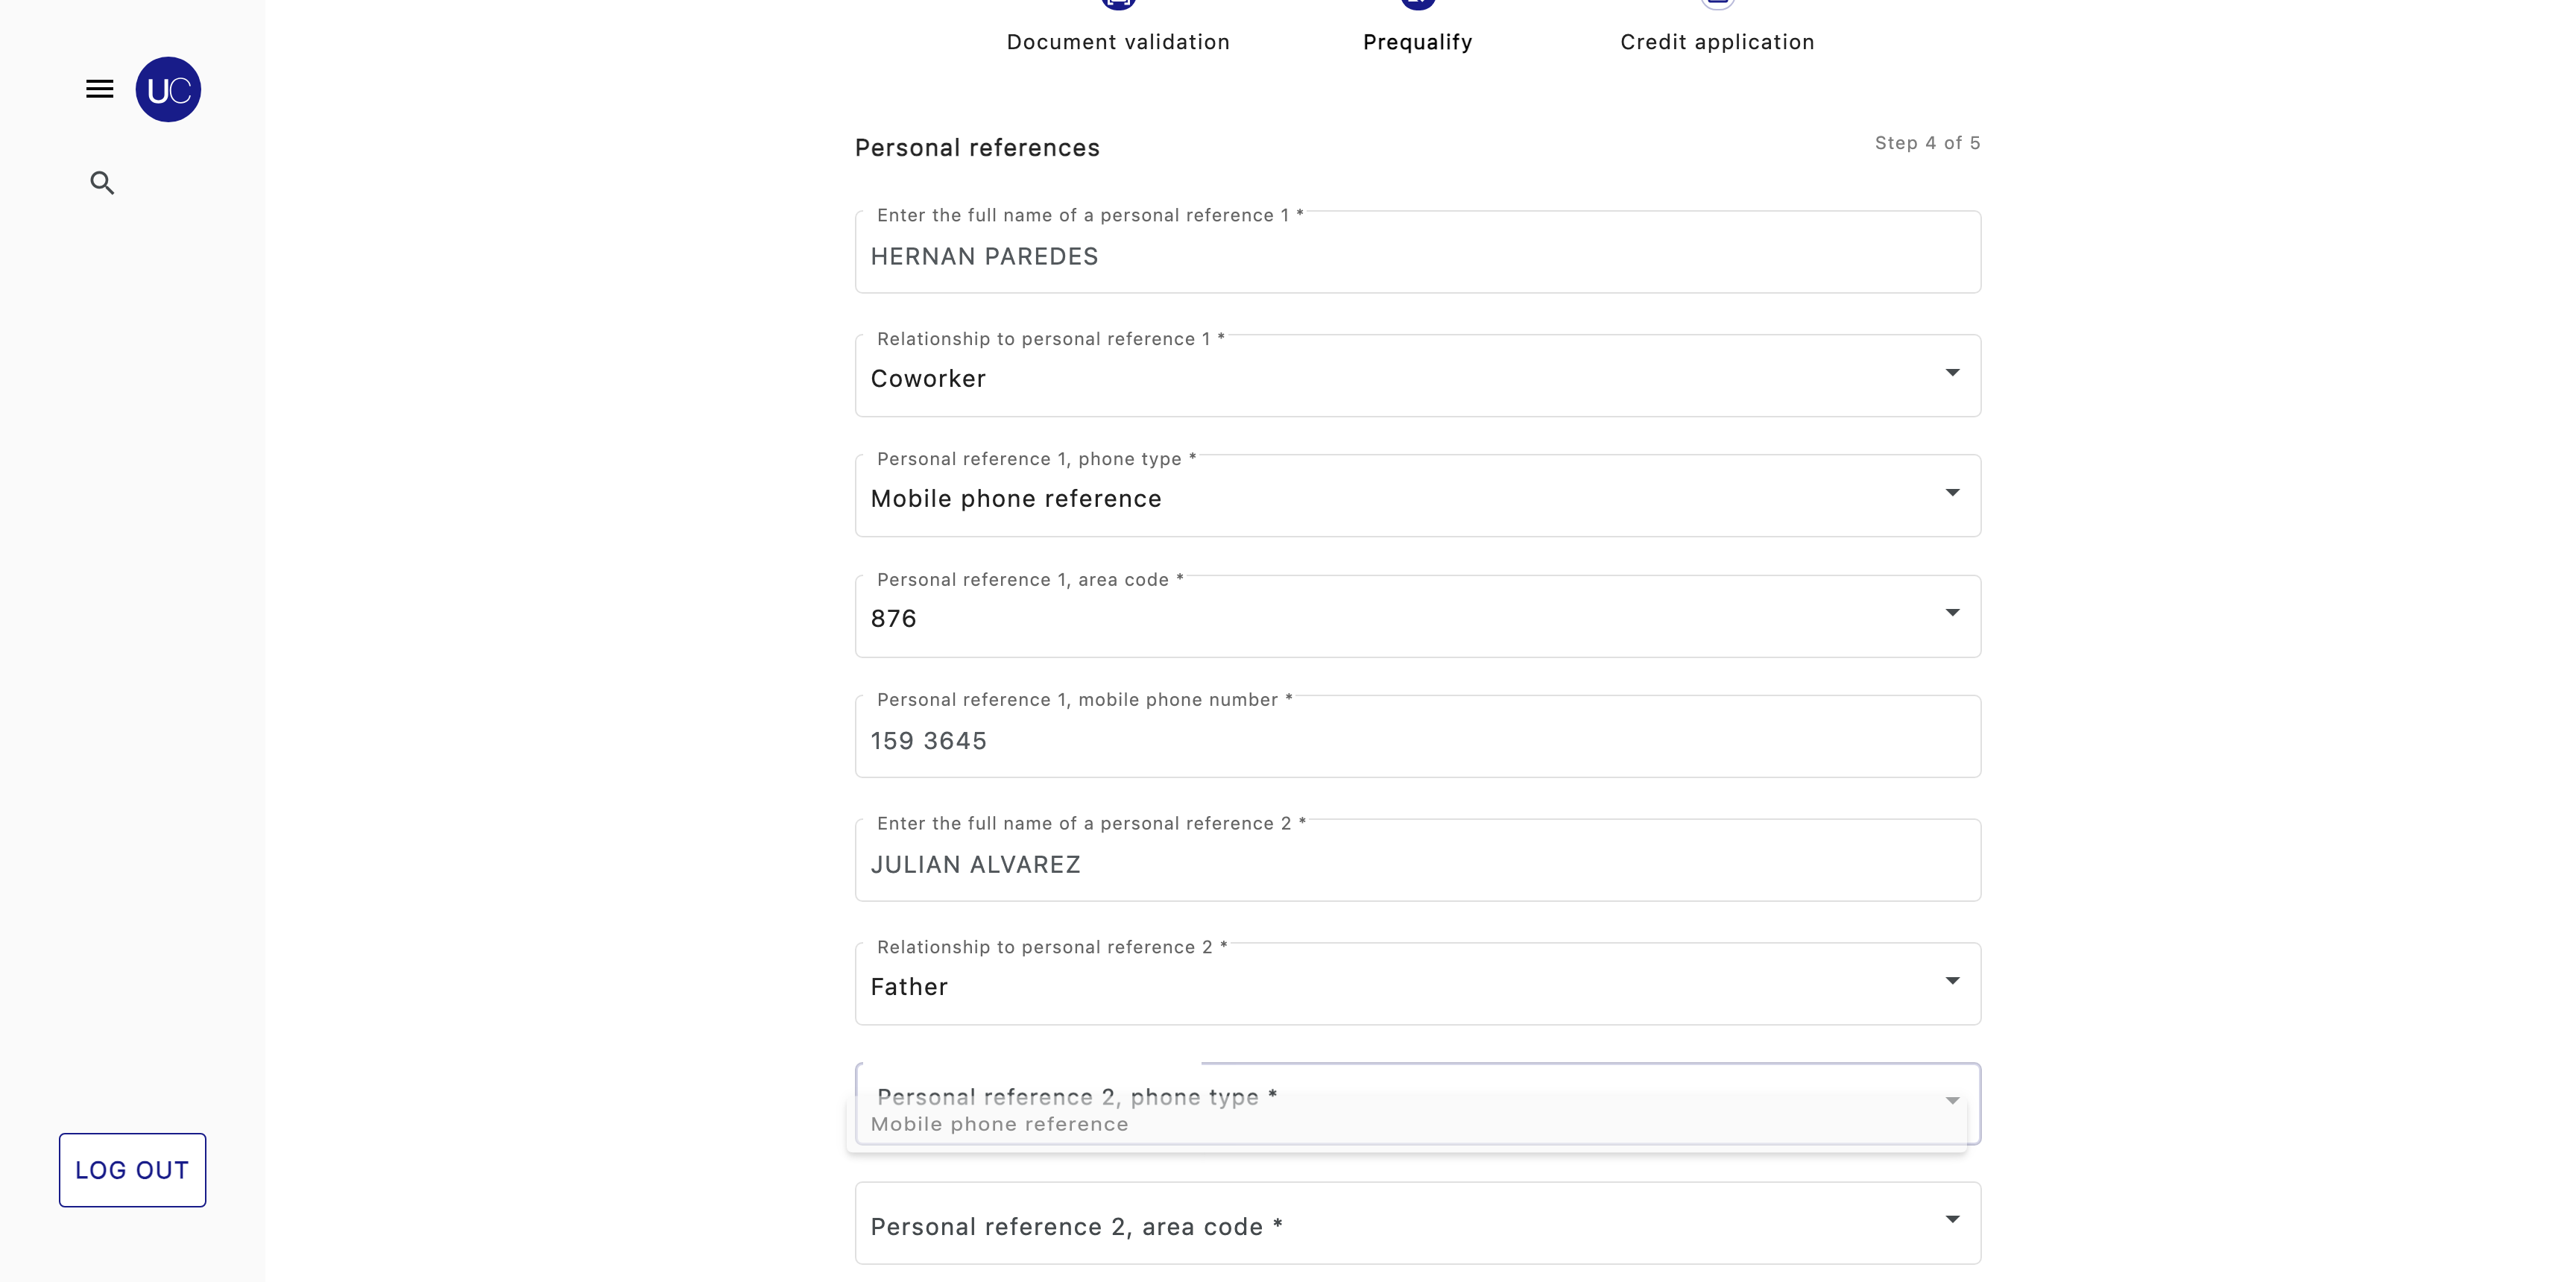 Document validation
Prequalify
Credit application
UC
Personal references
Step 4 of 5
Enter the full name of a personal reference 1 *
HERNAN PAREDES
Relationship to personal reference 1 *
Coworker
Personal reference 1, phone type *
Mobile phone reference
Personal reference 1, area code *
876
Personal reference 1, mobile phone number *
159 3645
Enter the full name of a personal reference 2 *
JULIAN ALVAREZ
Relationship to personal reference 2 *
Father
Personal reference 2, phone type *
Mobile phone reference
LOG OUT
Personal reference 2, area code *